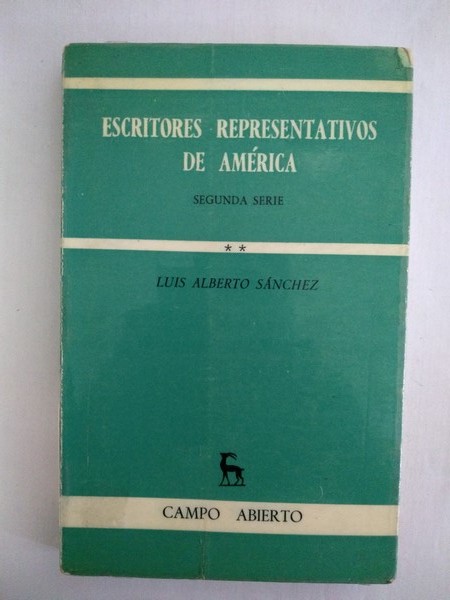 ESCRITORES REPRESENTATIVOS
DE AMÉRICA
SEGUNDA SERIE
**
LUIS ALBERTO SÁNCHEZ
CAMPO ABIERTO